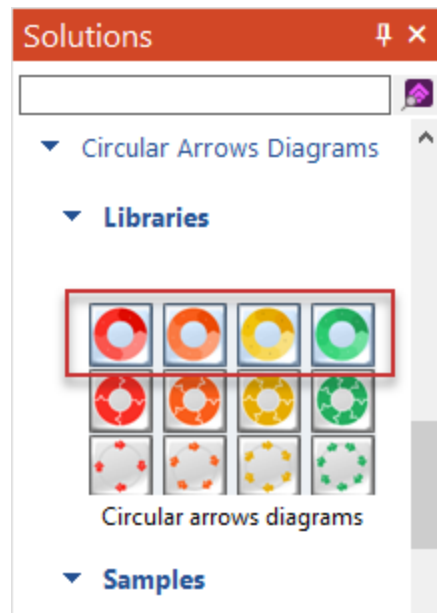 Solutions
Circular Arrows Diagrams
Libraries
Circular arrows diagrams
Samples